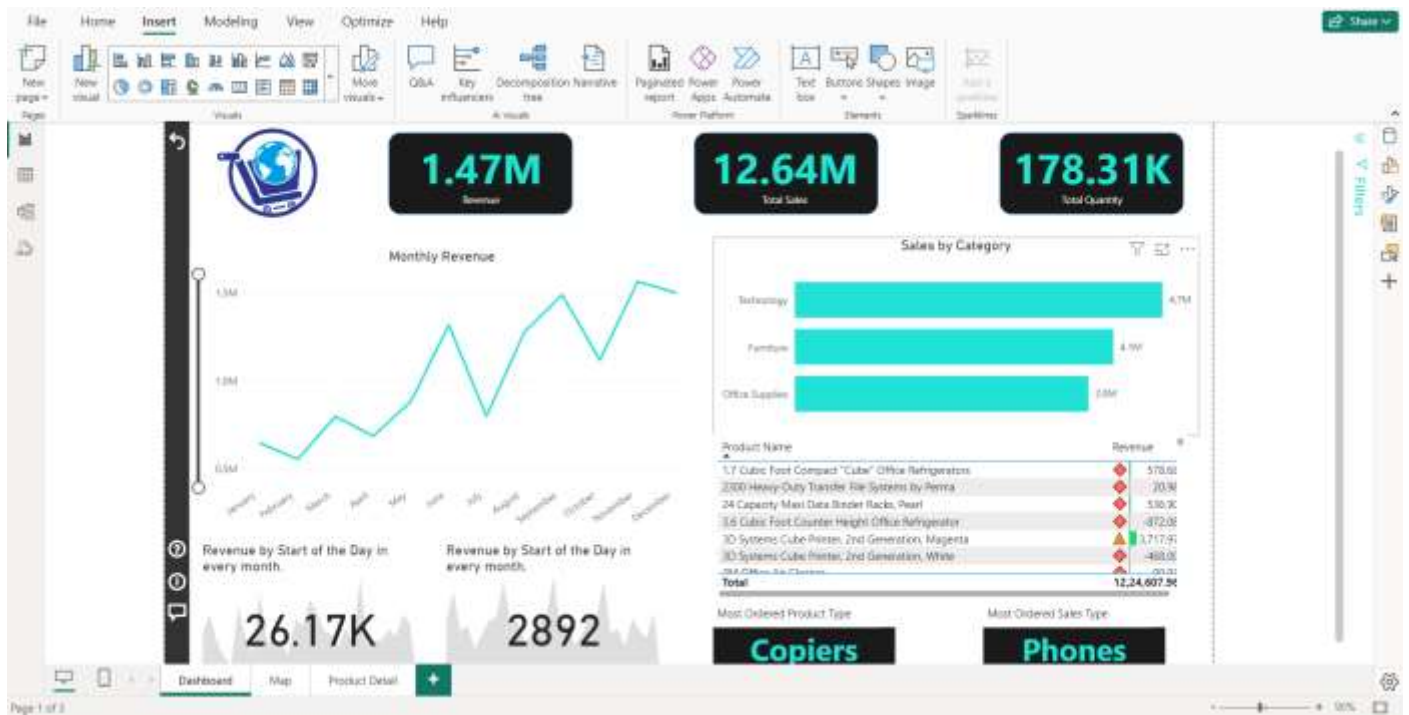 File Home Insert Modeling View Optimize Help
Share
New page
New visual
More visuals
Q&A
Key influencers
Decomposition tree
Narrative
Paginated report
Power Apps
Power Automate
Text box
Buttons
Shapes
Image
Pages
Visuals
AI visuals
Power Platform
Elements
Sparklines
1.47M
Revenue
12.64M
Total Sales
178.31K
Total Quantity
Filters
Monthly Revenue
1.5M
1.0M
0.5M
January February March April May June July August September October November December
Sales by Category
Technology 4.7M
Furniture 4.1M
Office Supplies 3.8M
Product Name Revenue
1.7 Cubic Foot Compact "Cube" Office Refrigerators
2300 Heavy-Duty Transfer File Systems by Perma
24 Capacity Maxi Data Binder Racks, Pearl
3.6 Cubic Foot Counter Height Office Refrigerator
3D Systems Cube Printer, 2nd Generation, Magenta
3D Systems Cube Printer, 2nd Generation, White
Total 12,24,607.96
Revenue by Start of the Day in every month.
26.17K
Revenue by Start of the Day in every month.
2892
Most Ordered Product Type
Copiers
Most Ordered Sales Type
Phones
Dashboard Map Product Detail
Page 1 of 3
90%